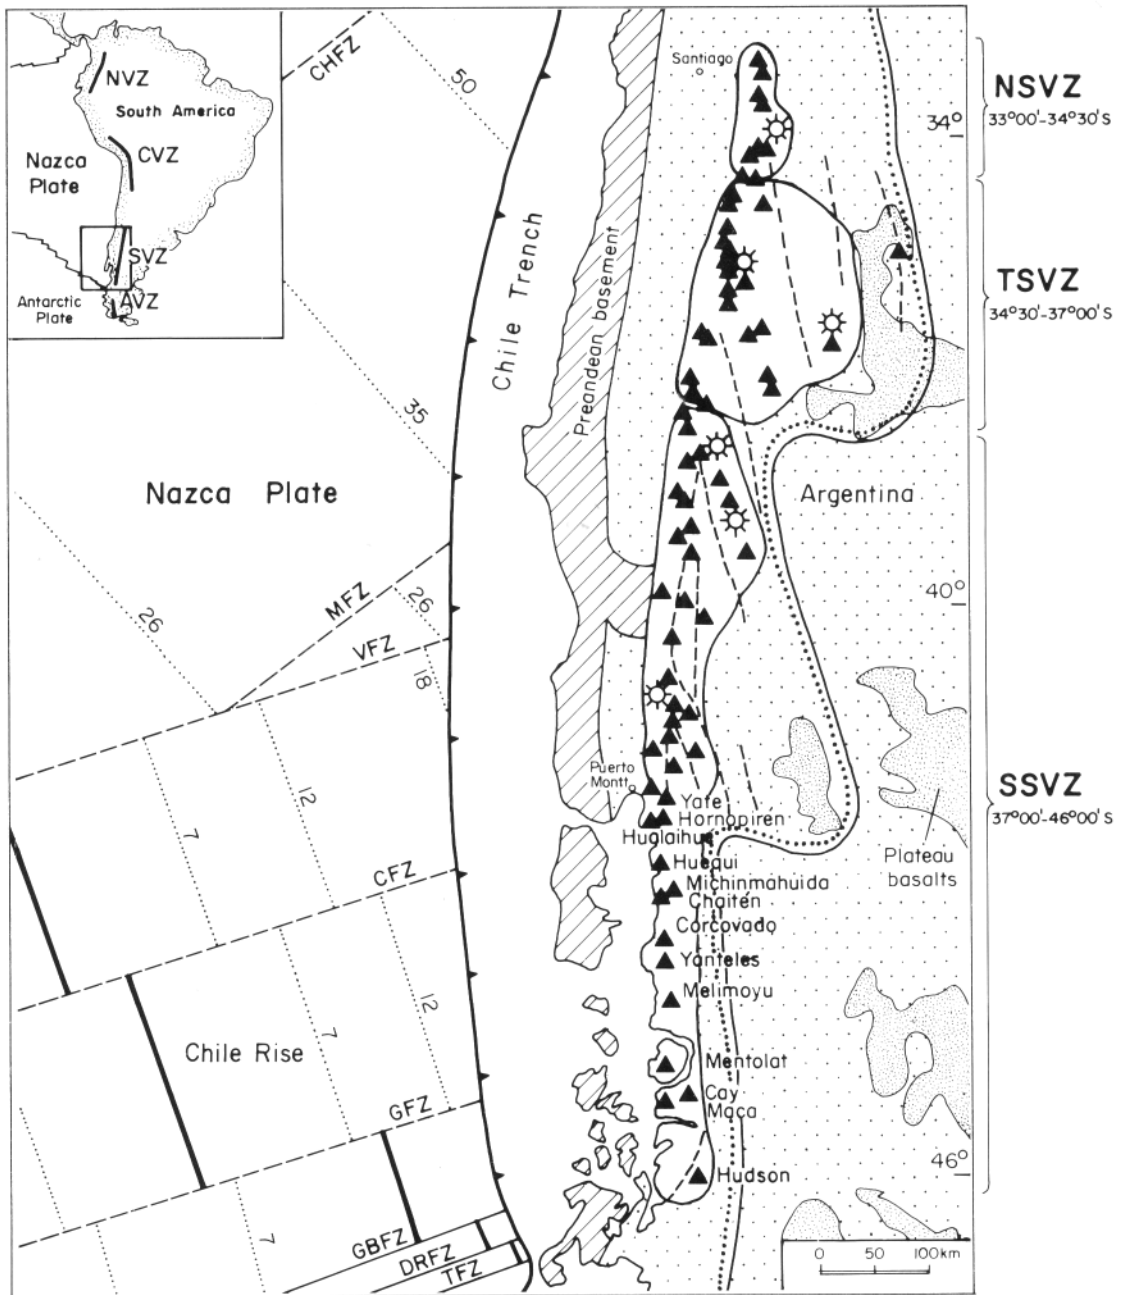 NVZ
South America
CVZ
Nazca
Plate
SVZ
AVZ
Antarctic
Plate
CHFZ
50
35
Chile Trench
Preandean basement
Santiago
34°
NSVZ
33°00'-34°30'S
TSVZ
34°30'-37°00'S
Nazca Plate
Argentina
26
MFZ
26
VFZ
18
40°
12
7
Puerto
Montt
Yate
Hornopiren
Huqlaihue
Huequi
Michinmahuida
Chaitén
Corcovado
Yanteles
Melimoyu
Mentolat
Cay
Maca
Hudson
Plateau
basalts
SSVZ
37°00'-46°00'S
CFZ
12
7
Chile Rise
GFZ
46°
7
GBFZ
DRFZ
TFZ
0 50 100km